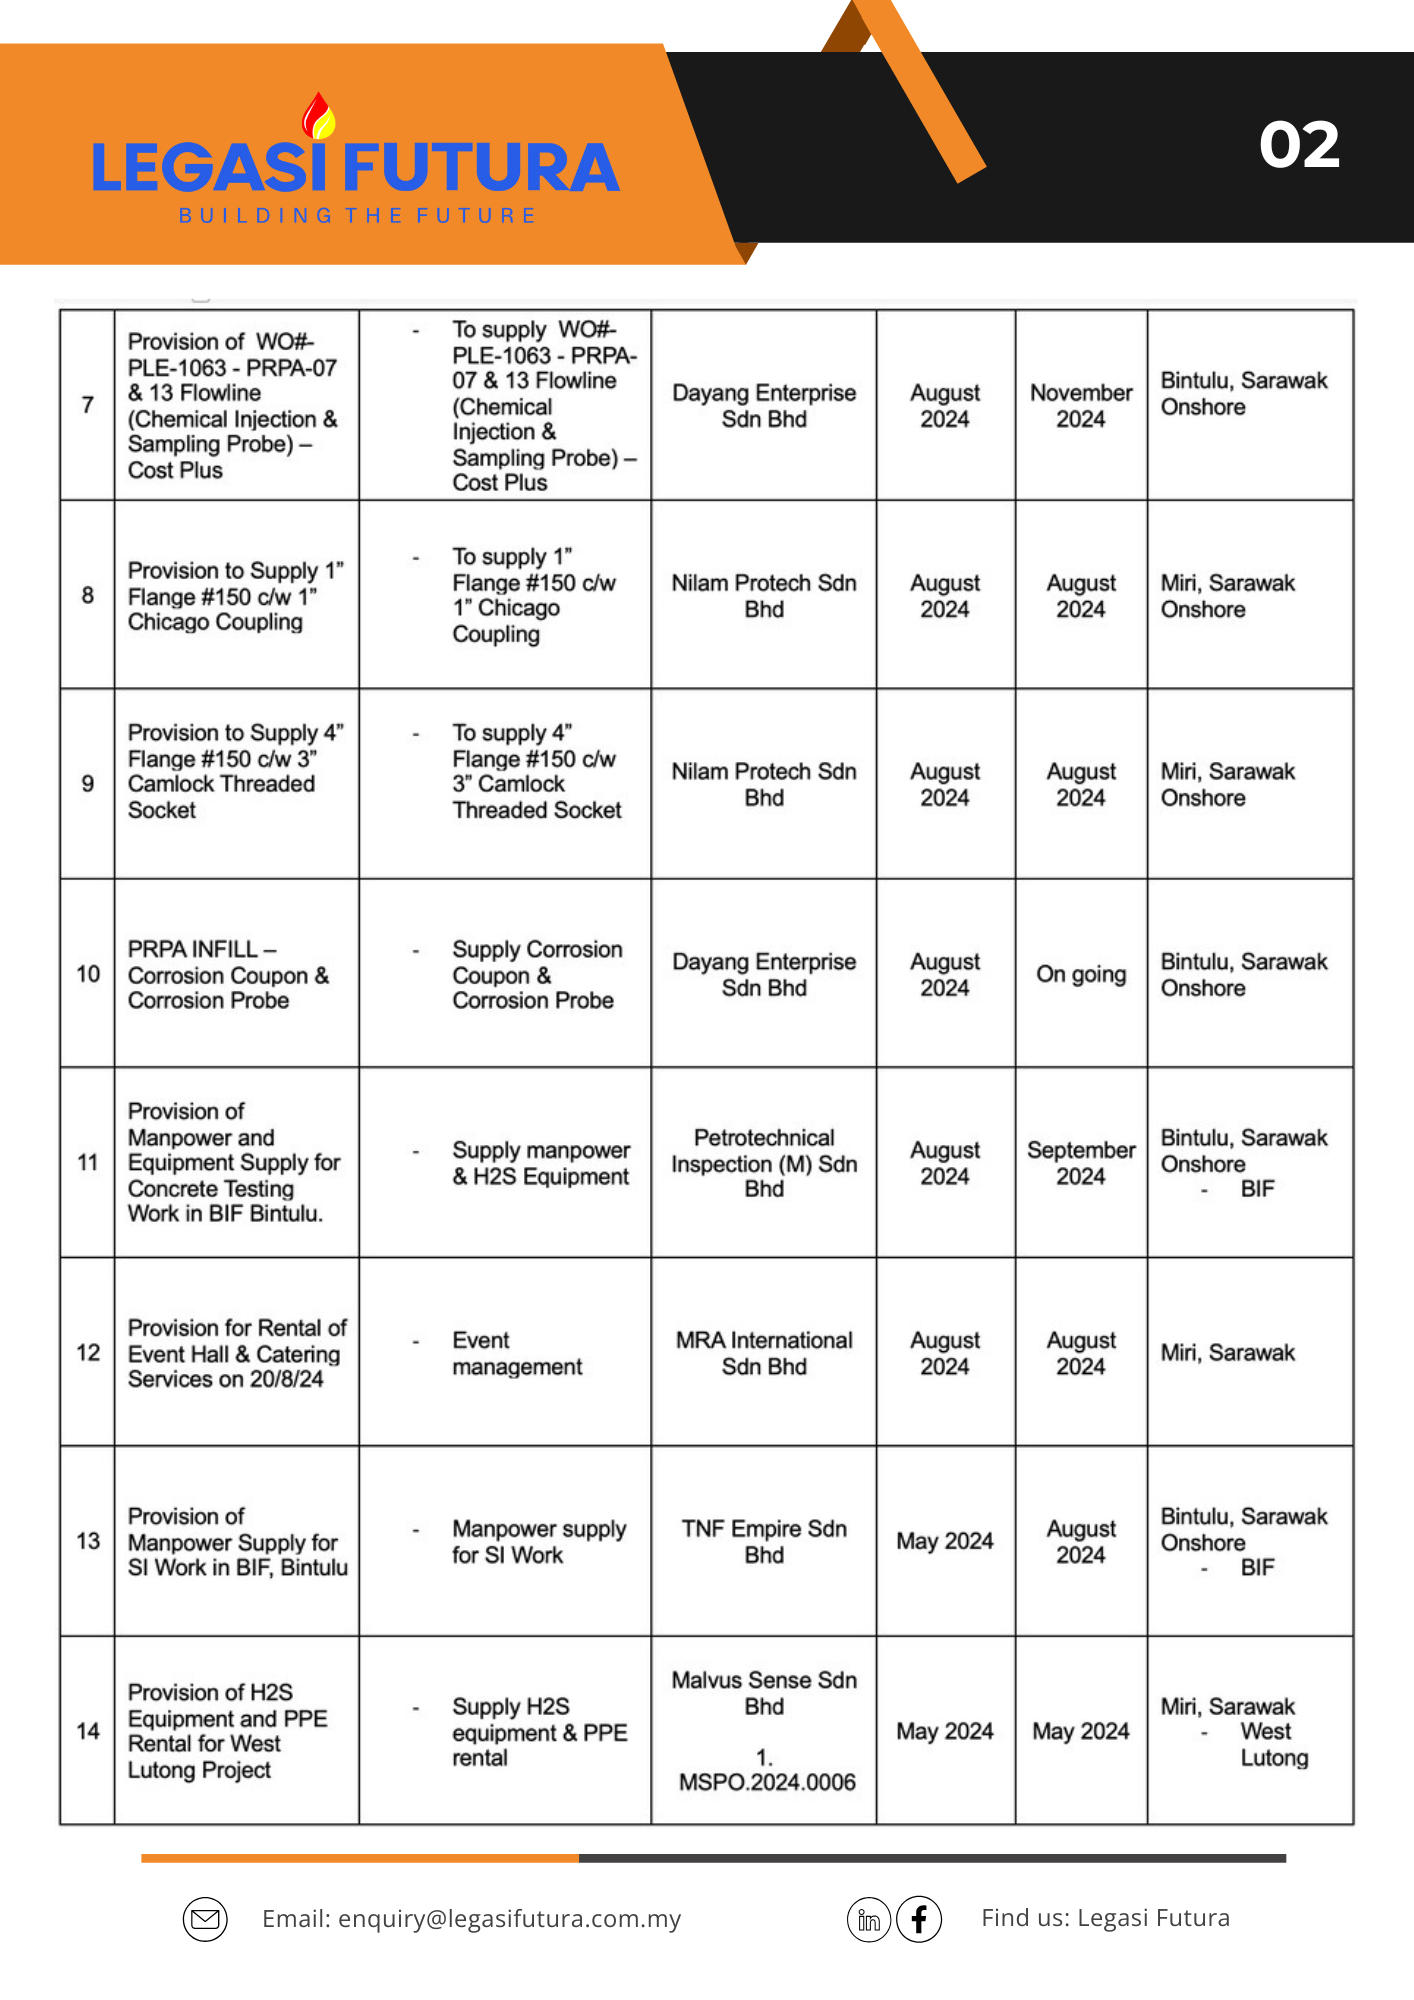 LEGASI FUTURA
BUILDING THE FUTURE
02
7
Provision of WO#-
PLE-1063 - PRPA-07
& 13 Flowline
(Chemical Injection &
Sampling Probe) –
Cost Plus
- To supply WO#-
PLE-1063 - PRPA-
07 & 13 Flowline
(Chemical
Injection &
Sampling Probe) –
Cost Plus
Dayang Enterprise
Sdn Bhd
August
2024
November
2024
Bintulu, Sarawak
Onshore
8
Provision to Supply 1”
Flange #150 c/w 1”
Chicago Coupling
- To supply 1”
Flange #150 c/w
1” Chicago
Coupling
Nilam Protech Sdn
Bhd
August
2024
August
2024
Miri, Sarawak
Onshore
9
Provision to Supply 4”
Flange #150 c/w 3”
Camlock Threaded
Socket
- To supply 4”
Flange #150 c/w
3” Camlock
Threaded Socket
Nilam Protech Sdn
Bhd
August
2024
August
2024
Miri, Sarawak
Onshore
10
PRPA INFILL –
Corrosion Coupon &
Corrosion Probe
- Supply Corrosion
Coupon &
Corrosion Probe
Dayang Enterprise
Sdn Bhd
August
2024
On going
Bintulu, Sarawak
Onshore
11
Provision of
Manpower and
Equipment Supply for
Concrete Testing
Work in BIF Bintulu.
- Supply manpower
& H2S Equipment
Petrotechnical
Inspection (M) Sdn
Bhd
August
2024
September
2024
Bintulu, Sarawak
Onshore
- BIF
12
Provision for Rental of
Event Hall & Catering
Services on 20/8/24
- Event
management
MRA International
Sdn Bhd
August
2024
August
2024
Miri, Sarawak
13
Provision of
Manpower Supply for
SI Work in BIF, Bintulu
- Manpower supply
for SI Work
TNF Empire Sdn
Bhd
May 2024
August
2024
Bintulu, Sarawak
Onshore
- BIF
14
Provision of H2S
Equipment and PPE
Rental for West
Lutong Project
- Supply H2S
equipment & PPE
rental
Malvus Sense Sdn
Bhd
1.
MSPO.2024.0006
May 2024
May 2024
Miri, Sarawak
- West
Lutong
Email: enquiry@legasifutura.com.my
in
f
Find us: Legasi Futura